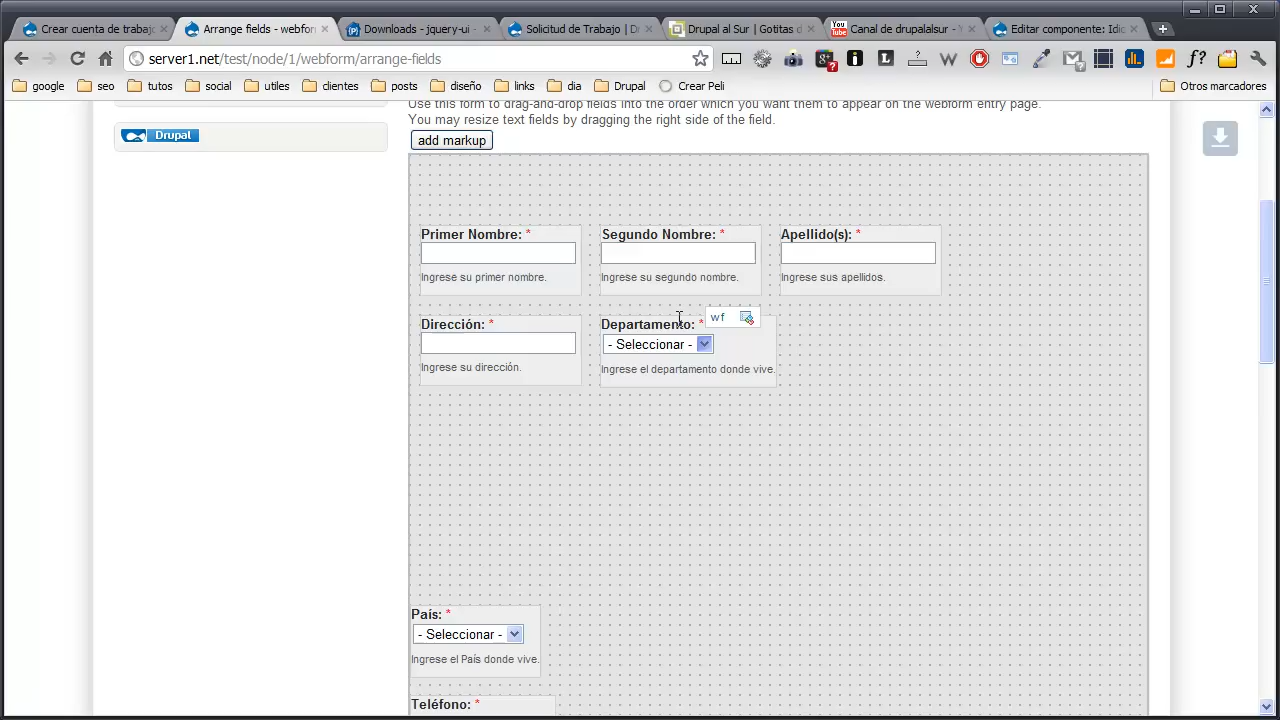 Crear cuenta de trabajo
Arrange fields - webfor
Downloads - jquery-ui -
Solicitud de Trabajo | D
Drupal al Sur | Gotitas d
Canal de drupalalsur - Y
Editar componente: Idio
server1.net/test/node/1/webform/arrange-fields
google seo tutos social utiles clientes posts diseño links dia Drupal Crear Peli Otros marcadores
Use this form to drag-and-drop fields into the order which you want them to appear on the webform entry page.
You may resize text fields by dragging the right side of the field.
Drupal
add markup
Primer Nombre: * Segundo Nombre: * Apellido(s): *
Ingrese su primer nombre. Ingrese su segundo nombre. Ingrese sus apellidos.
wf
Dirección: * Departamento: *
- Seleccionar -
Ingrese su dirección. Ingrese el departamento donde vive.
País: *
- Seleccionar -
Ingrese el País donde vive.
Teléfono: *